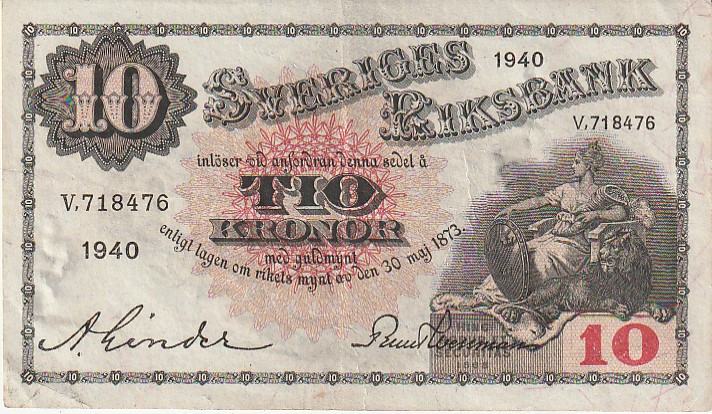 10
SVERIGES
RIKSBANK
1940
V,718476
inlöser vid anfordran denna sedel å
TIO
KRONOR
med guldmynt
enligt lagen om rikets mynt av den 30 maj 1873.
V,718476
1940
10